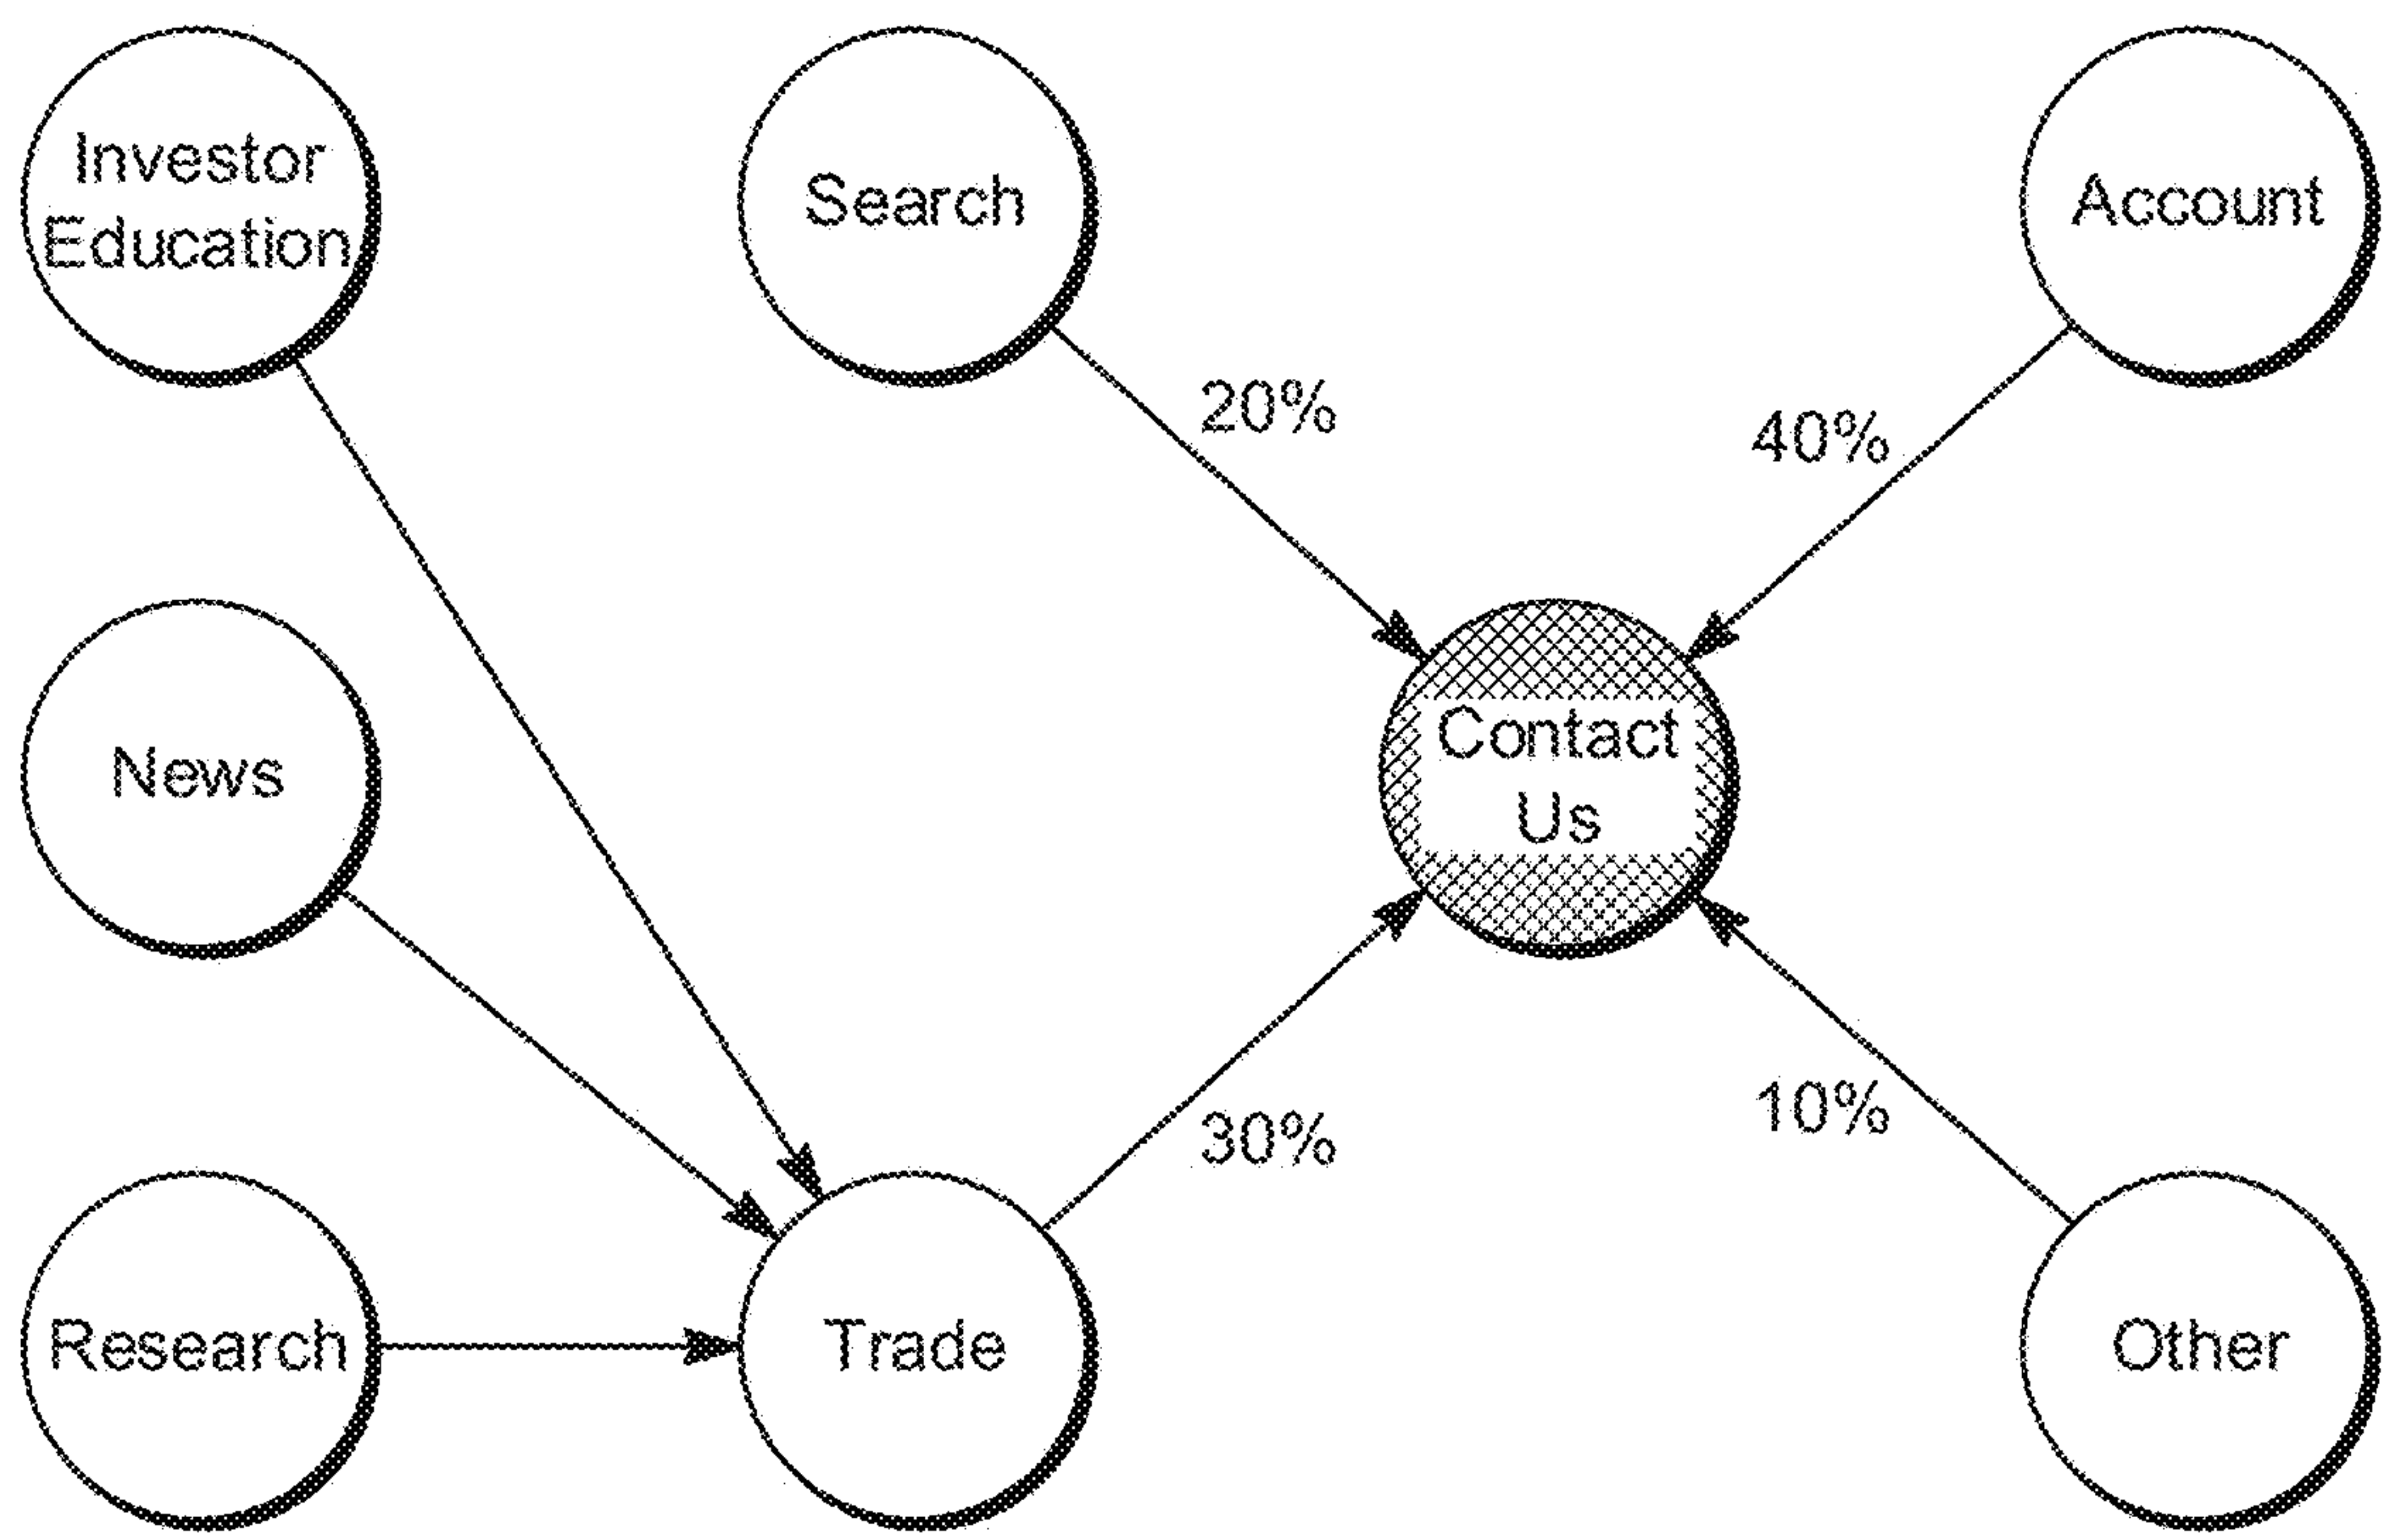 Investor
Education
Search
Account
20%
40%
News
Contact
Us
30%
10%
Research
Trade
Other